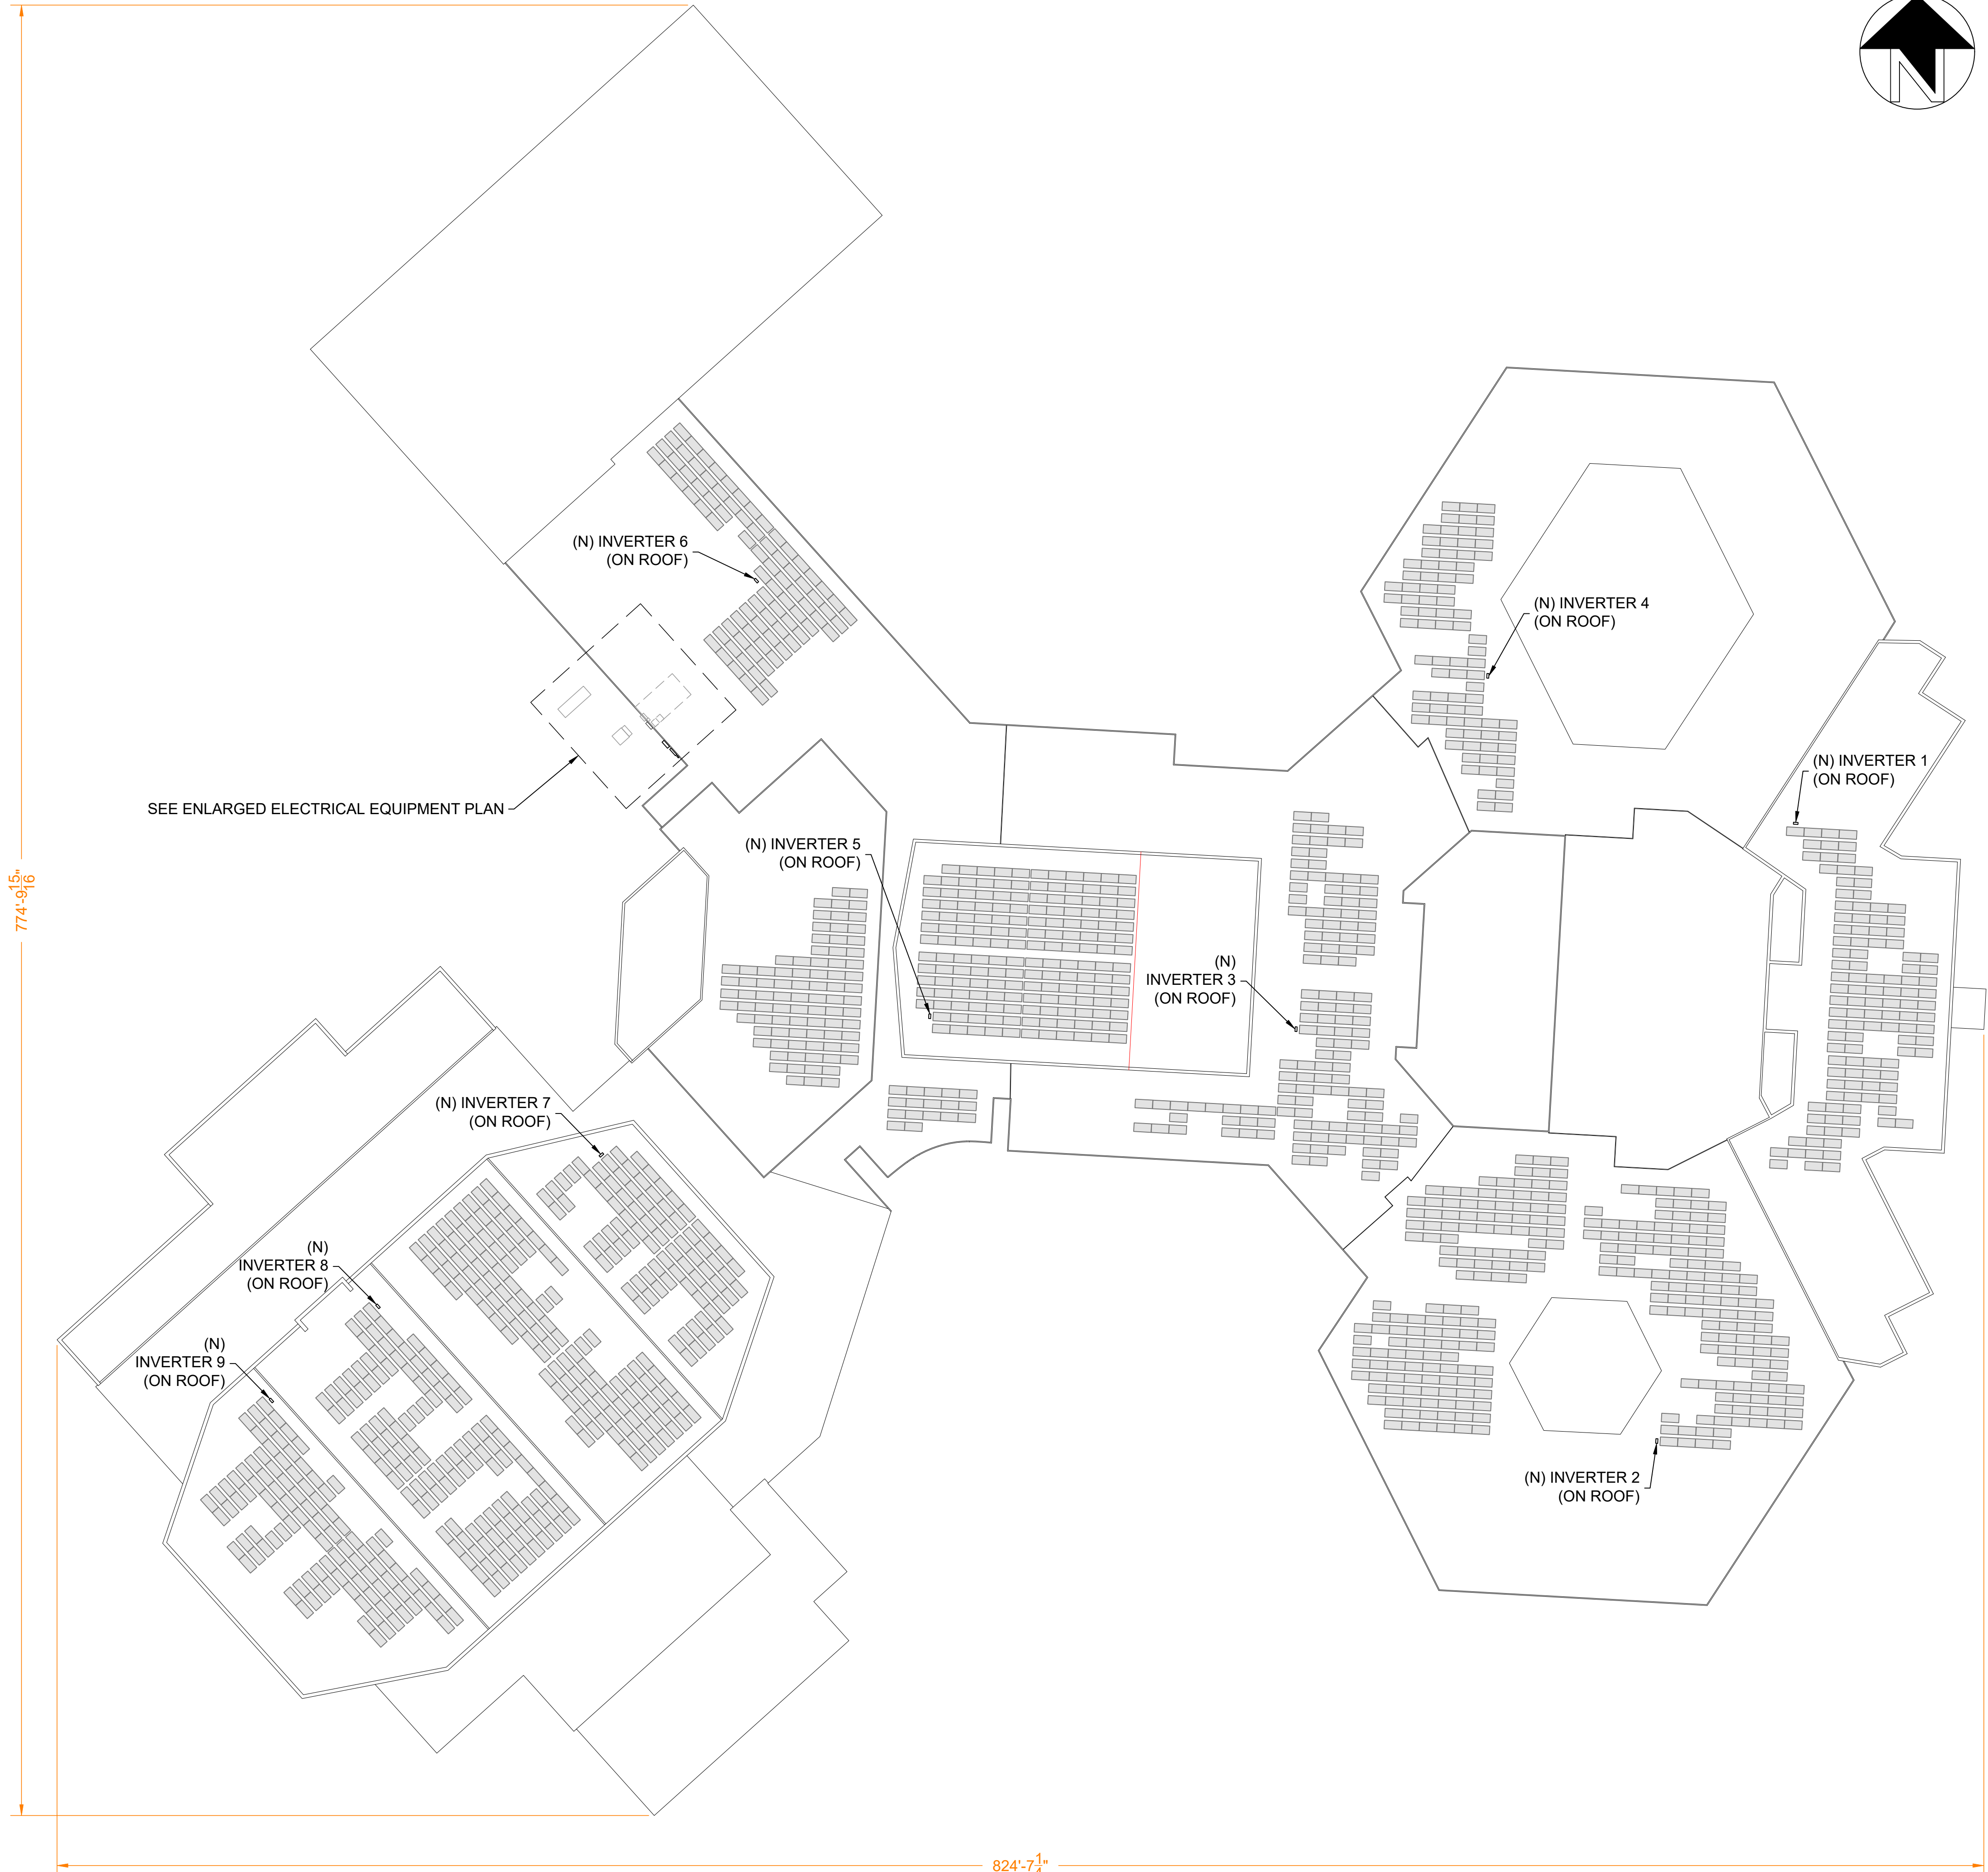 N
(N) INVERTER 6
(ON ROOF)
(N) INVERTER 4
(ON ROOF)
(N) INVERTER 1
(ON ROOF)
SEE ENLARGED ELECTRICAL EQUIPMENT PLAN
(N) INVERTER 5
(ON ROOF)
774'-9 15/16"
(N)
INVERTER 3
(ON ROOF)
(N) INVERTER 7
(ON ROOF)
(N)
INVERTER 8
(ON ROOF)
(N)
INVERTER 9
(ON ROOF)
(N) INVERTER 2
(ON ROOF)
824'-7 1/4"